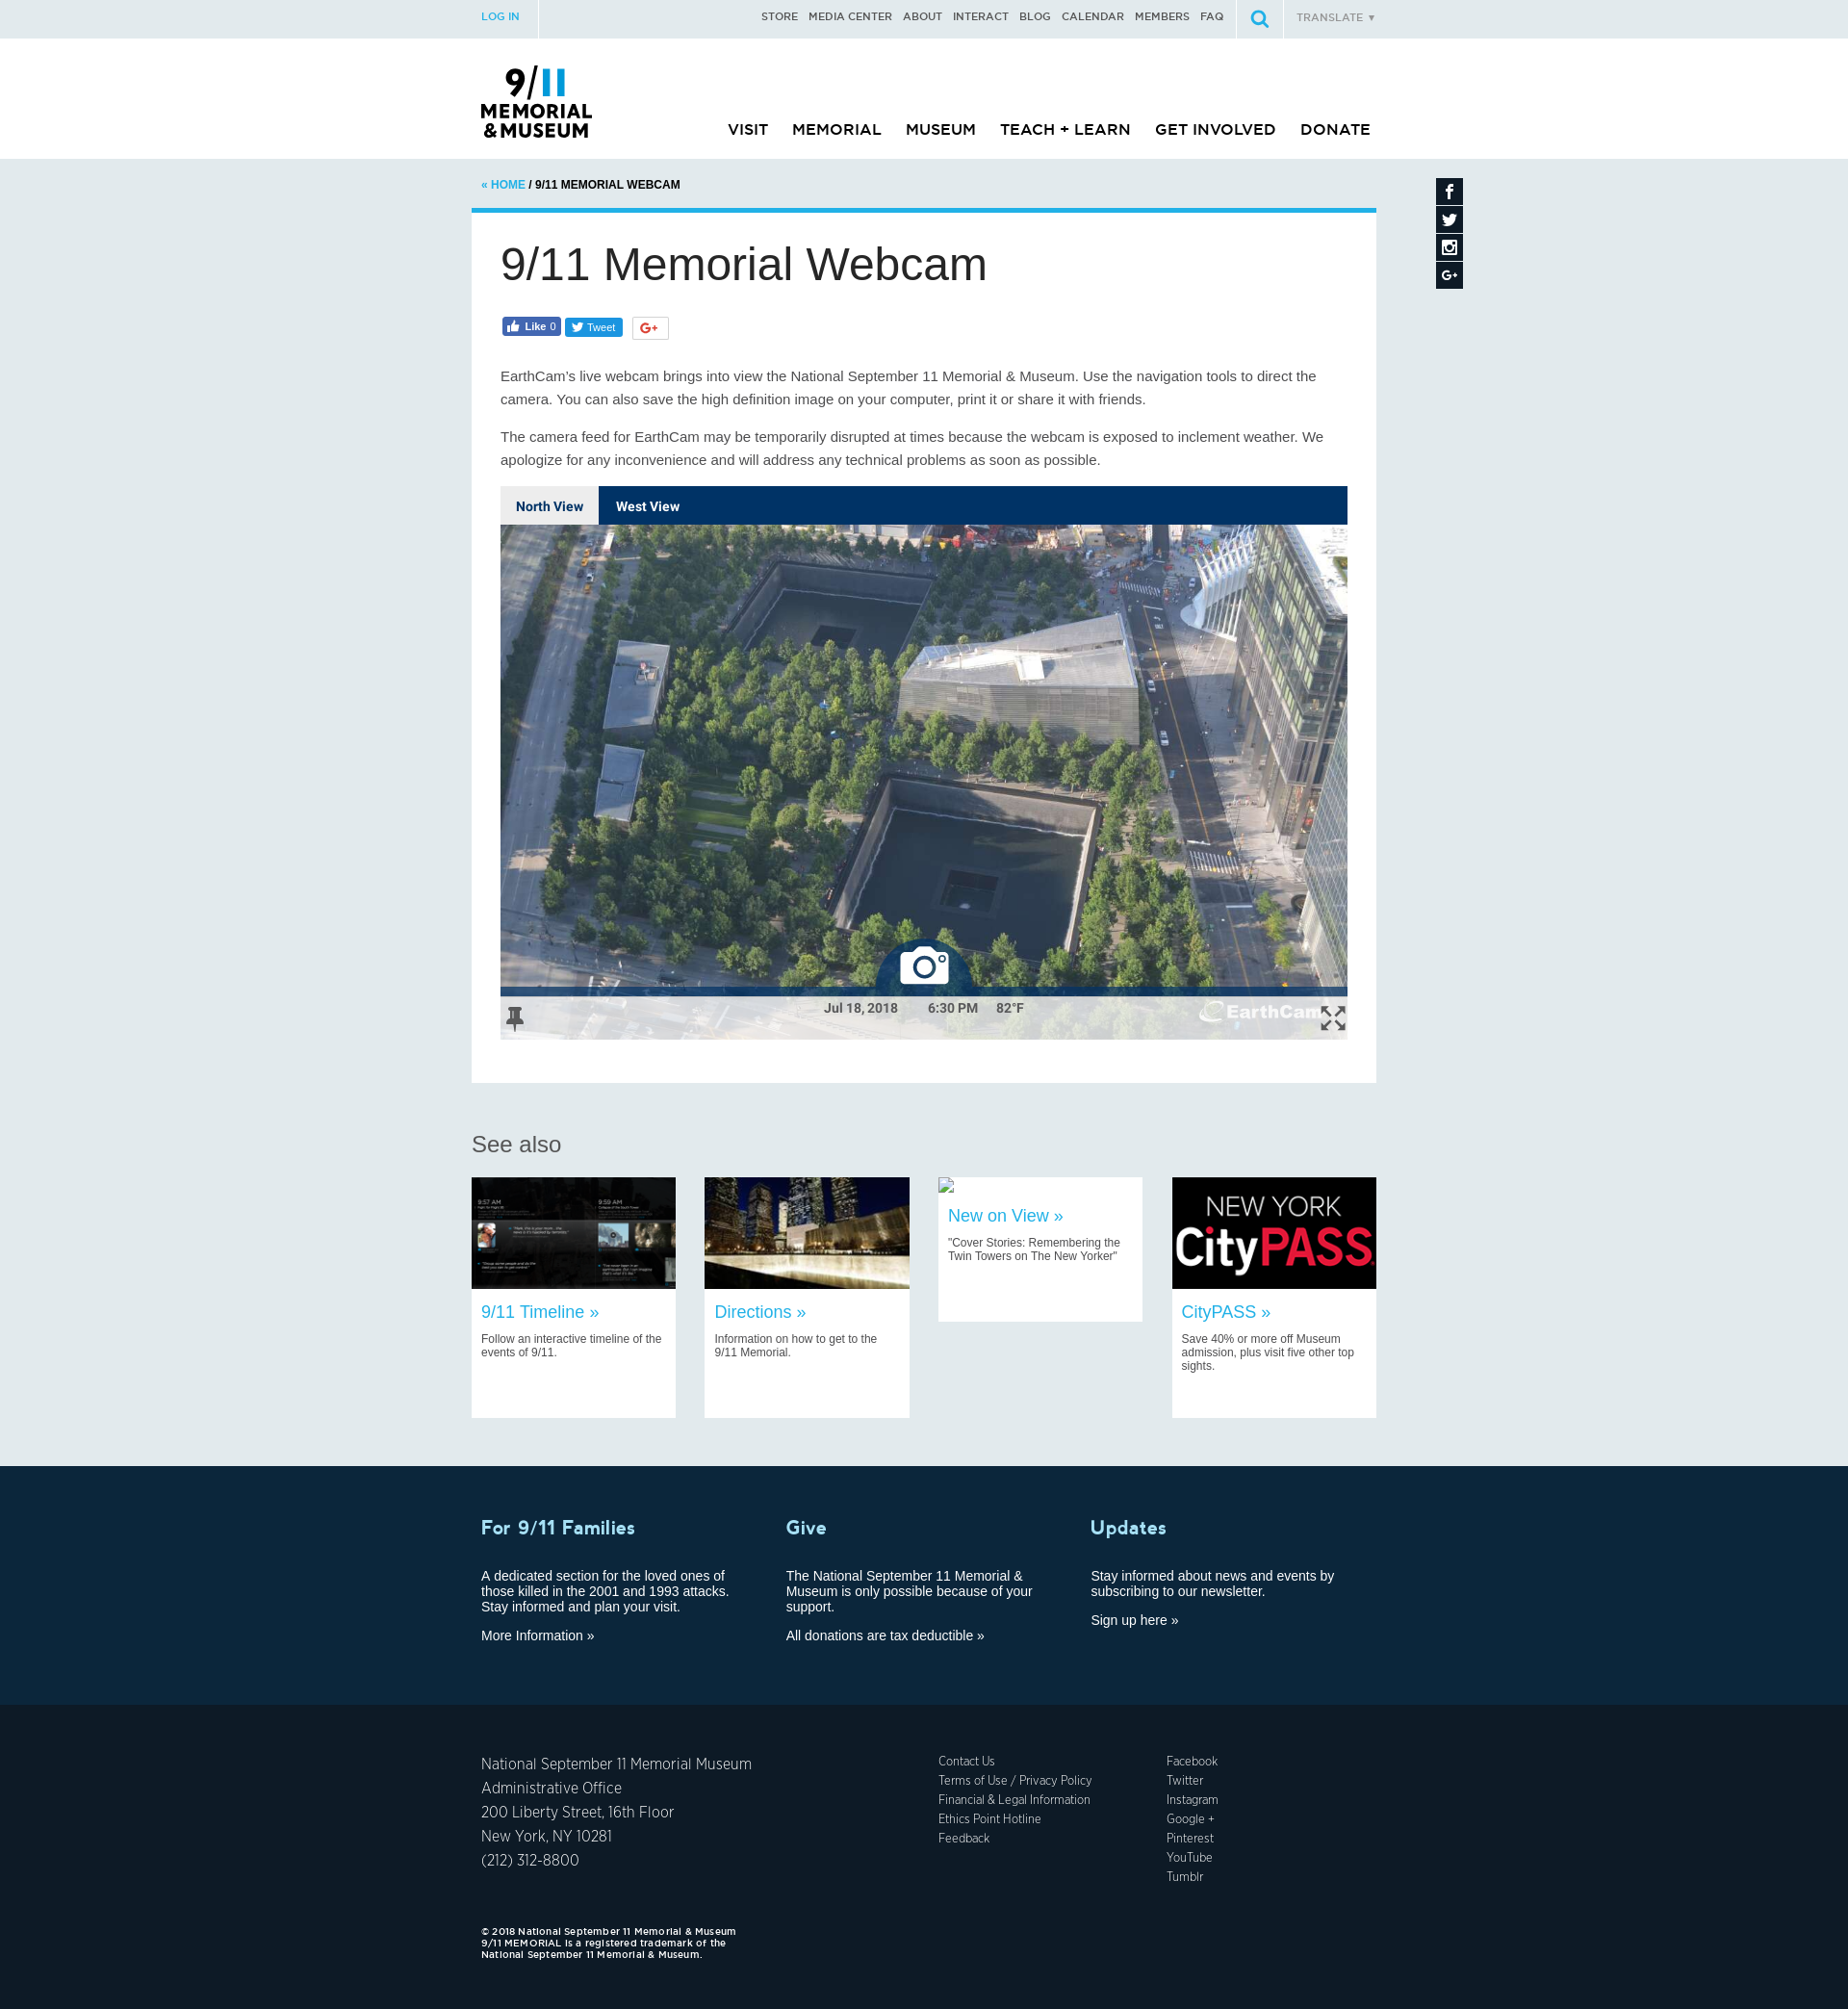 LOG IN
STORE MEDIA CENTER ABOUT INTERACT BLOG CALENDAR MEMBERS FAQ
TRANSLATE ▼
9/11
MEMORIAL
&MUSEUM
VISIT MEMORIAL MUSEUM TEACH + LEARN GET INVOLVED DONATE
« HOME / 9/11 MEMORIAL WEBCAM
9/11 Memorial Webcam
Like 0
Tweet
G+
EarthCam's live webcam brings into view the National September 11 Memorial & Museum. Use the navigation tools to direct the
camera. You can also save the high definition image on your computer, print it or share it with friends.
The camera feed for EarthCam may be temporarily disrupted at times because the webcam is exposed to inclement weather. We
apologize for any inconvenience and will address any technical problems as soon as possible.
North View West View
Jul 18, 2018 6:30 PM 82°F
EarthCam
See also
9:57 AM
9:59 AM
NEW YORK
CityPASS
9/11 Timeline »
Follow an interactive timeline of the
events of 9/11.
Directions »
Information on how to get to the
9/11 Memorial.
New on View »
"Cover Stories: Remembering the
Twin Towers on The New Yorker"
CityPASS »
Save 40% or more off Museum
admission, plus visit five other top
sights.
For 9/11 Families
A dedicated section for the loved ones of
those killed in the 2001 and 1993 attacks.
Stay informed and plan your visit.
More Information »
Give
The National September 11 Memorial &
Museum is only possible because of your
support.
All donations are tax deductible »
Updates
Stay informed about news and events by
subscribing to our newsletter.
Sign up here »
National September 11 Memorial Museum
Administrative Office
200 Liberty Street, 16th Floor
New York, NY 10281
(212) 312-8800
Contact Us
Terms of Use / Privacy Policy
Financial & Legal Information
Ethics Point Hotline
Feedback
Facebook
Twitter
Instagram
Google +
Pinterest
YouTube
Tumblr
© 2018 National September 11 Memorial & Museum
9/11 MEMORIAL is a registered trademark of the
National September 11 Memorial & Museum.